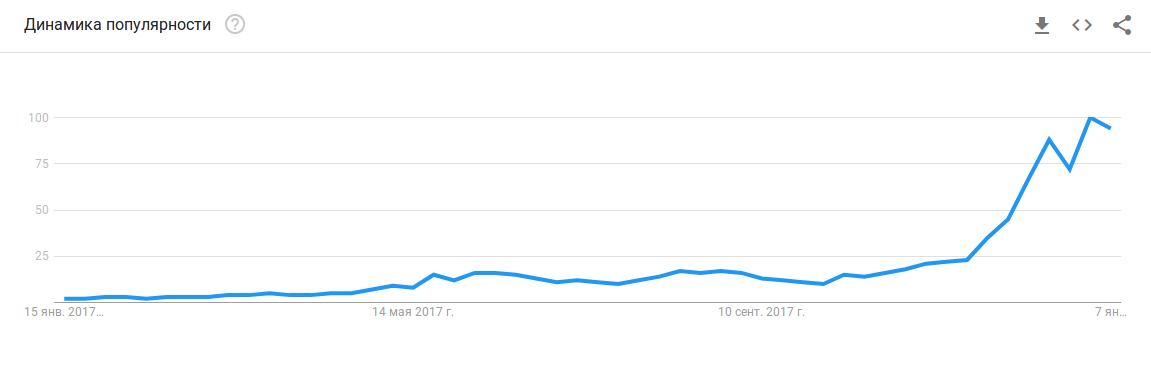 Динамика популярности ?
100
75
50
25
15 янв. 2017…
14 мая 2017 г.
10 сент. 2017 г.
7 ян…